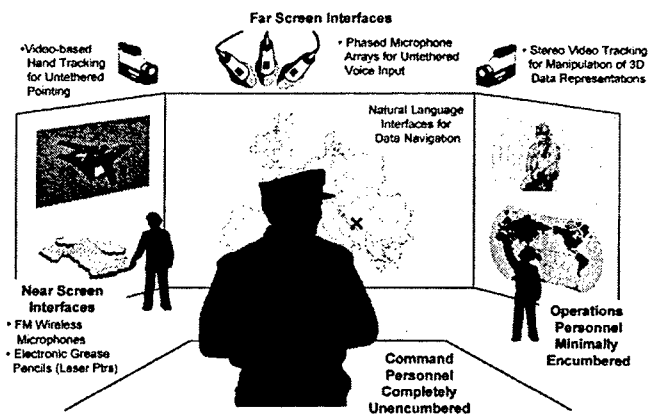 Far Screen Interfaces
•Video-based
Hand Tracking
for Untethered
Pointing
• Phased Microphone
Arrays for Untethered
Voice Input
• Stereo Video Tracking
for Manipulation of 3D
Data Representations
Natural Language
Interfaces for
Data Navigation
Near Screen
Interfaces
• FM Wireless
Microphones
• Electronic Grease
Pencils (Laser Ptrs)
Operations
Personnel
Minimally
Encumbered
Command
Personnel
Completely
Unencumbered